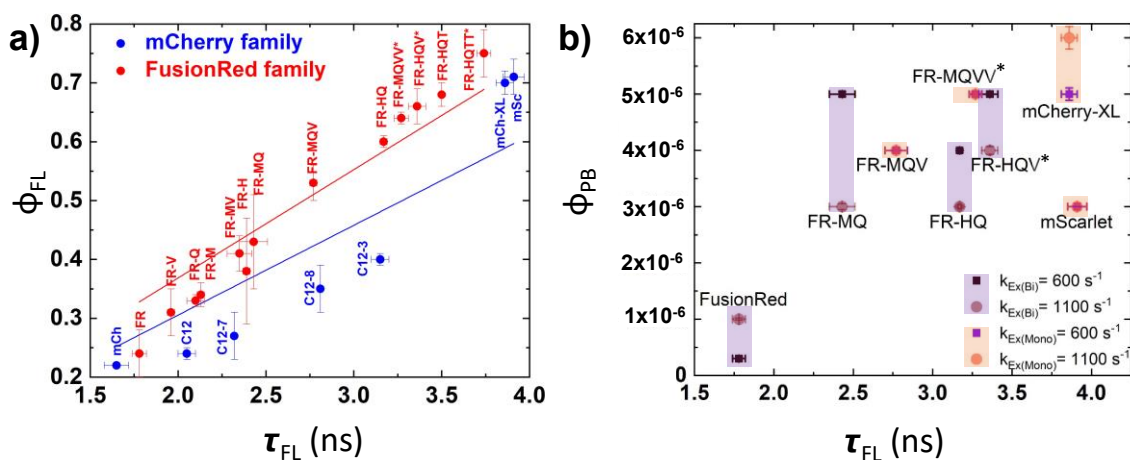 a)
mCherry family
FusionRed family
ϕFL
0.8
0.7
0.6
0.5
0.4
0.3
0.2
mCh
FR
FR-V
C12
FR-Q
FR-M
C12-7
FR-MV
FR-H
FR-MQ
FR-MQV
C12-8
C12-3
FR-HQ
FR-MQVV*
FR-HQV*
FR-HQT
FR-HQTT*
mCh-XL
mSc
1.5 2.0 2.5 3.0 3.5 4.0
τFL (ns)
b)
ϕPB
6x10⁻⁶
5x10⁻⁶
4x10⁻⁶
3x10⁻⁶
2x10⁻⁶
1x10⁻⁶
0
FR-MQVV*
mCherry-XL
FR-MQV
FR-HQV*
FR-MQ
FR-HQ
mScarlet
FusionRed
kEx(Bi)= 600 s⁻¹
kEx(Bi)= 1100 s⁻¹
kEx(Mono)= 600 s⁻¹
kEx(Mono)= 1100 s⁻¹
1.5 2.0 2.5 3.0 3.5 4.0
τFL (ns)